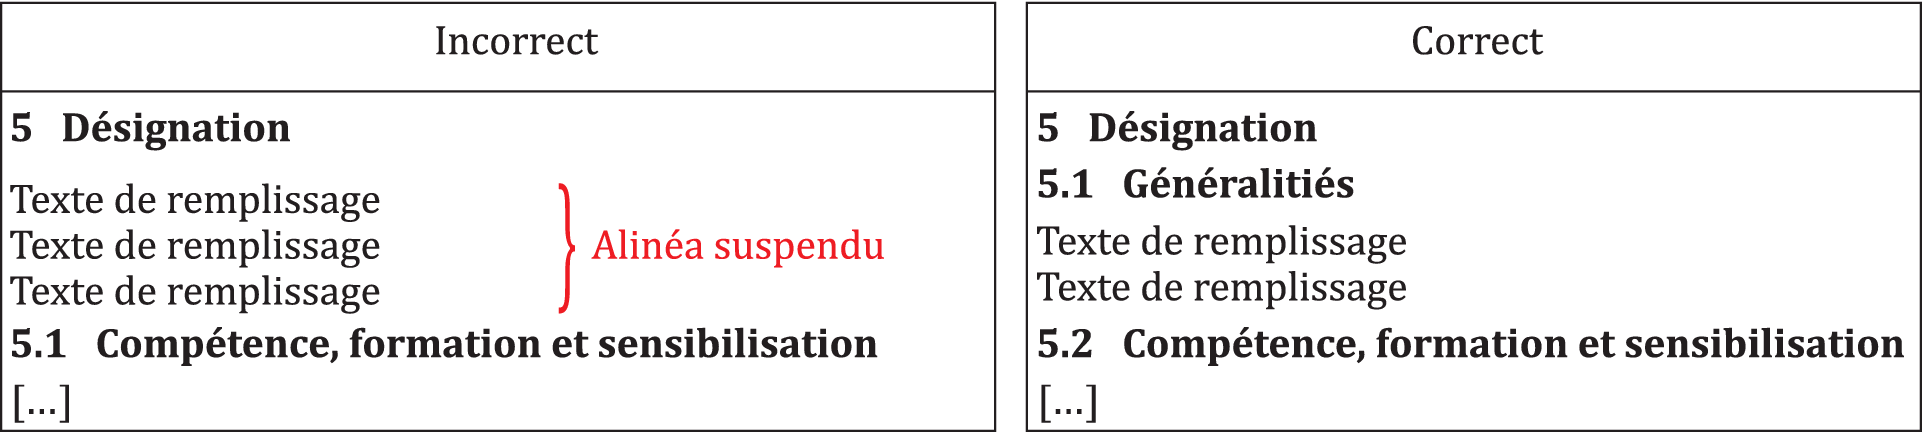 Incorrect
5 Désignation
Texte de remplissage
Texte de remplissage
Texte de remplissage
Alinéa suspendu
5.1 Compétence, formation et sensibilisation
[...]
Correct
5 Désignation
5.1 Généralitiés
Texte de remplissage
Texte de remplissage
5.2 Compétence, formation et sensibilisation
[...]